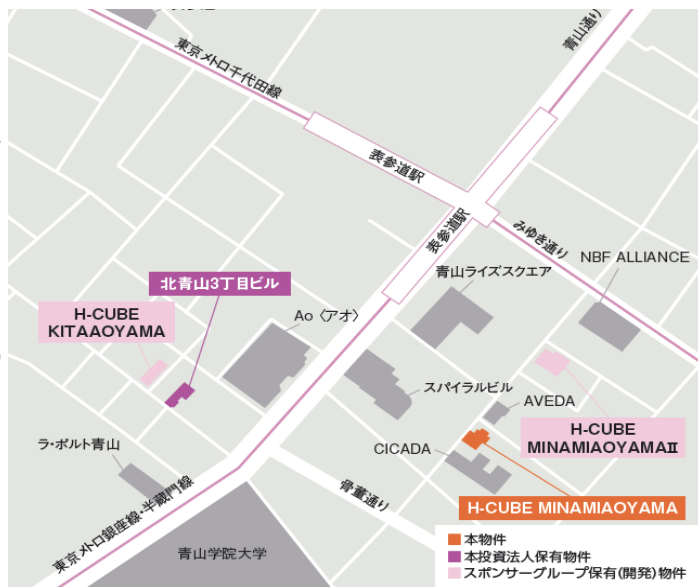 東京メトロ千代田線
青山通り
表参道駅
表参道駅
みゆき通り
NBF ALLIANCE
青山ライズスクエア
北青山3丁目ビル
H-CUBE
KITAAOYAMA
Ao〈アオ〉
スパイラルビル
AVEDA
H-CUBE
MINAMIAOYAMAⅡ
CICADA
ラ・ポルト青山
骨董通り
H-CUBE MINAMIAOYAMA
東京メトロ銀座線・半蔵門線
青山学院大学
本物件
本投資法人保有物件
スポンサーグループ保有(開発)物件